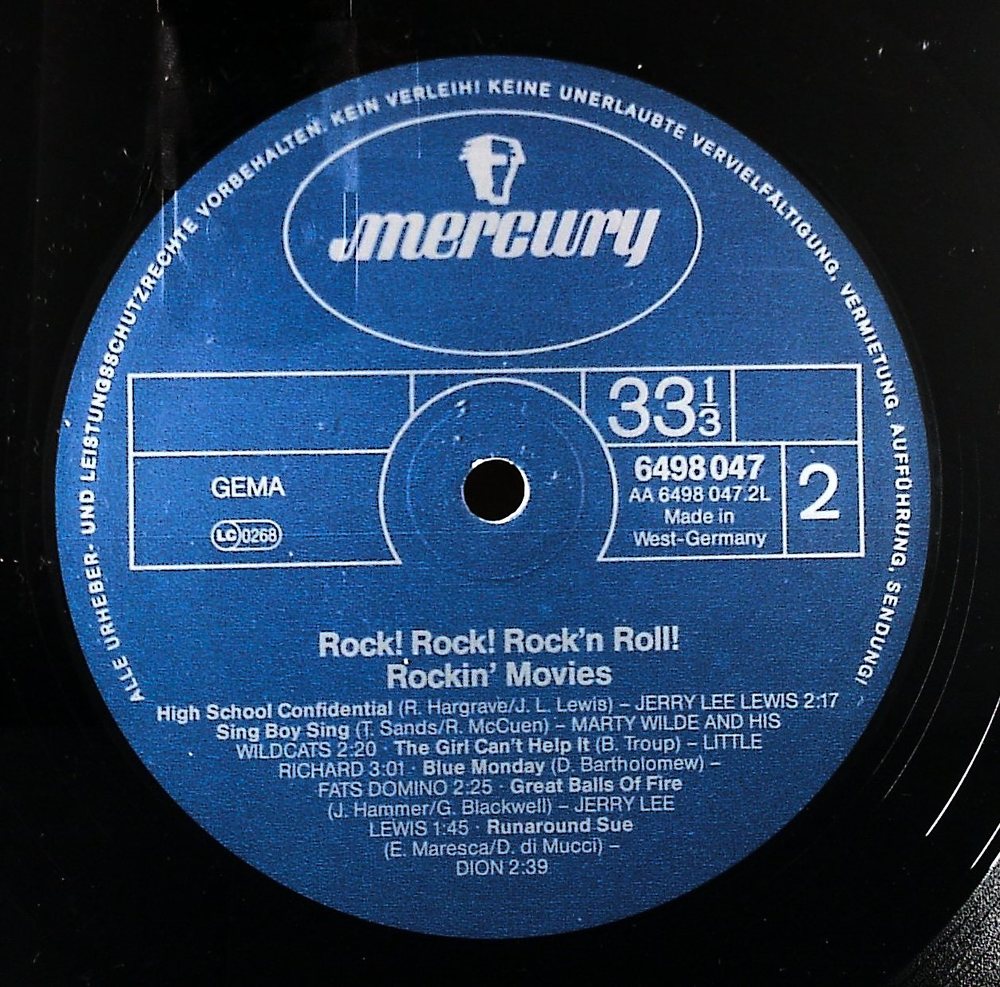 ALLE URHEBER- UND LEISTUNGSSCHUTZRECHTE VORBEHALTEN. KEIN VERLEIH! KEINE UNERLAUBTE VERVIELFÄLTIGUNG, VERMIETUNG, AUFFÜHRUNG, SENDUNG!
mercury
33 1/3
GEMA
LC 0268
6498 047
AA 6498 047.2L
Made in
West-Germany
2
Rock! Rock! Rock'n Roll!
Rockin' Movies
High School Confidential (R. Hargrave/J. L. Lewis) – JERRY LEE LEWIS 2:17
Sing Boy Sing (T. Sands/R. McCuen) – MARTY WILDE AND HIS
WILDCATS 2:20 · The Girl Can't Help It (B. Troup) – LITTLE
RICHARD 3:01 · Blue Monday (D. Bartholomew) –
FATS DOMINO 2:25 · Great Balls Of Fire
(J. Hammer/G. Blackwell) – JERRY LEE
LEWIS 1:45 · Runaround Sue
(E. Maresca/D. di Mucci) –
DION 2:39